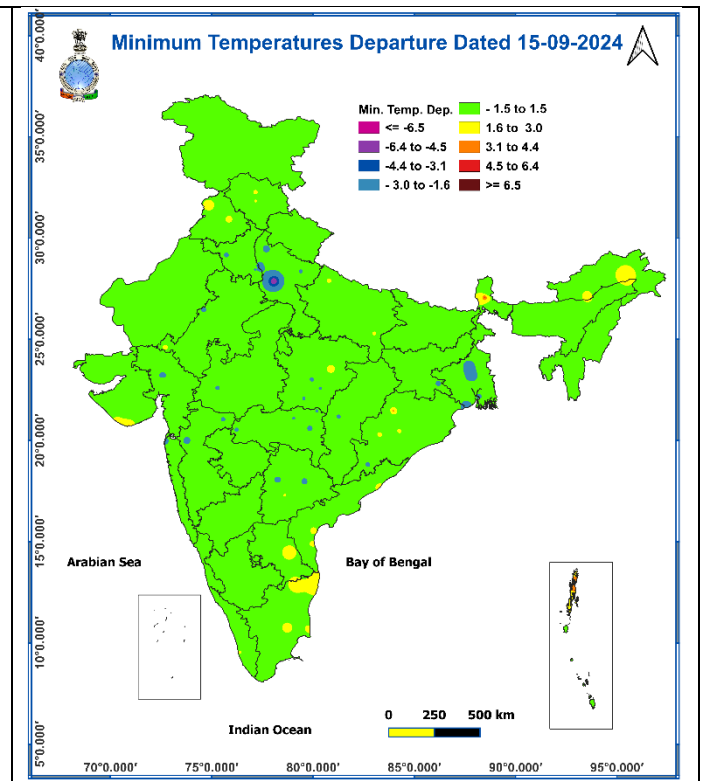 Minimum Temperatures Departure Dated 15-09-2024
Min. Temp. Dep.
<= -6.5
-6.4 to -4.5
-4.4 to -3.1
- 3.0 to -1.6
- 1.5 to 1.5
1.6 to 3.0
3.1 to 4.4
4.5 to 6.4
>= 6.5
40°0.000'
35°0.000'
30°0.000'
25°0.000'
20°0.000'
15°0.000'
10°0.000'
5°0.000'
Arabian Sea
Bay of Bengal
Indian Ocean
0 250 500 km
70°0.000' 75°0.000' 80°0.000' 85°0.000' 90°0.000' 95°0.000'